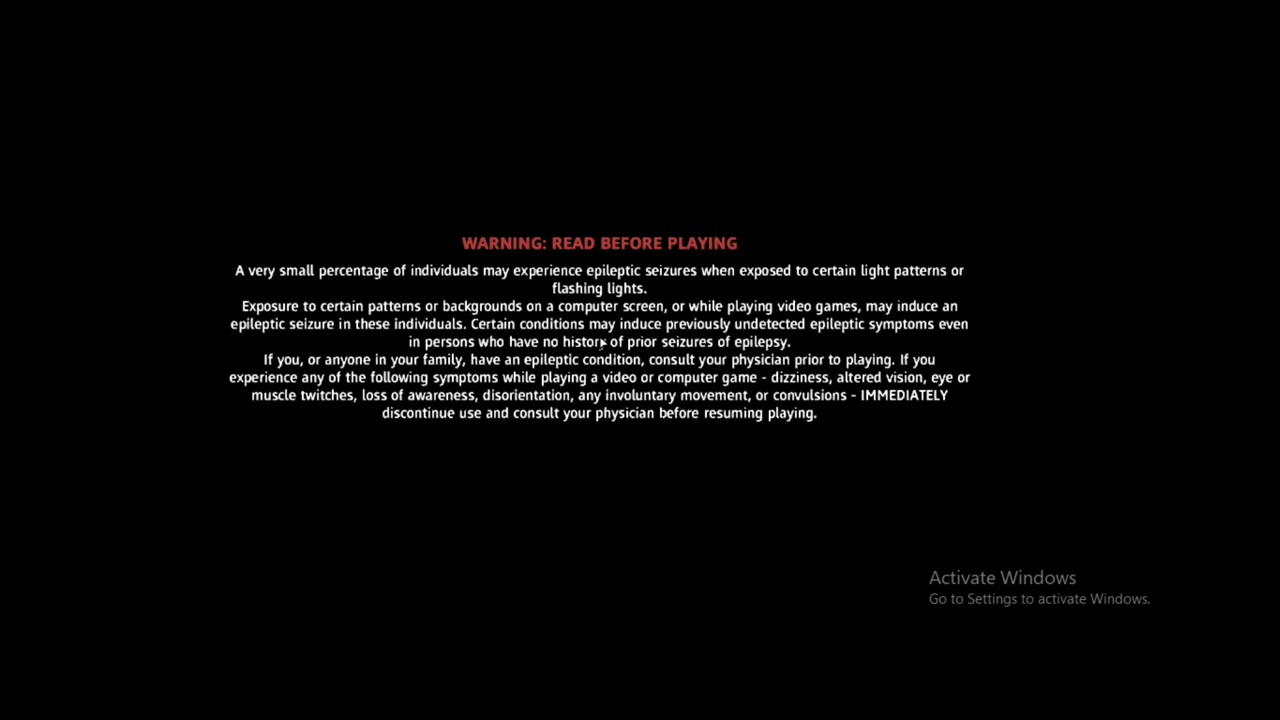 WARNING: READ BEFORE PLAYING
A very small percentage of individuals may experience epileptic seizures when exposed to certain light patterns or
flashing lights.
Exposure to certain patterns or backgrounds on a computer screen, or while playing video games, may induce an
epileptic seizure in these individuals. Certain conditions may induce previously undetected epileptic symptoms even
in persons who have no history of prior seizures of epilepsy.
If you, or anyone in your family, have an epileptic condition, consult your physician prior to playing. If you
experience any of the following symptoms while playing a video or computer game - dizziness, altered vision, eye or
muscle twitches, loss of awareness, disorientation, any involuntary movement, or convulsions - IMMEDIATELY
discontinue use and consult your physician before resuming playing.
Activate Windows
Go to Settings to activate Windows.